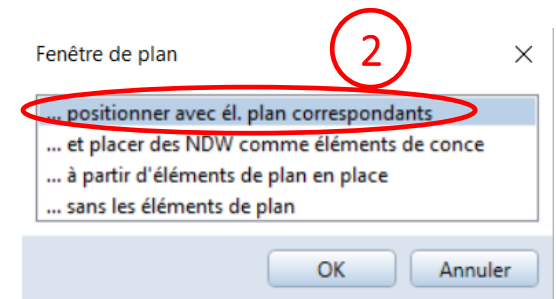 Fenêtre de plan
2
... positionner avec él. plan correspondants
... et placer des NDW comme éléments de conce
... à partir d'éléments de plan en place
... sans les éléments de plan
OK Annuler